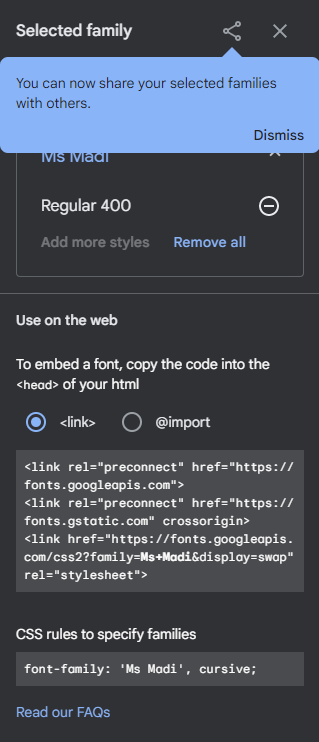 Selected family
You can now share your selected families
with others.
Dismiss
Ms Madi
Regular 400
Add more styles
Remove all
Use on the web
To embed a font, copy the code into the
<head> of your html
<link>
@import
<link rel="preconnect" href="https://
fonts.googleapis.com">
<link rel="preconnect" href="https://
fonts.gstatic.com" crossorigin>
<link href="https://fonts.googleapis.
com/css2?family=Ms+Madi&display=swap"
rel="stylesheet">
CSS rules to specify families
font-family: 'Ms Madi', cursive;
Read our FAQs